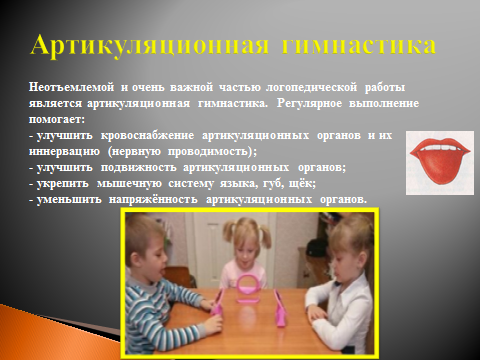 Артикуляционная гимнастика
Неотъемлемой и очень важной частью логопедической работы
является артикуляционная гимнастика. Регулярное выполнение
помогает:
- улучшить кровоснабжение артикуляционных органов и их
иннервацию (нервную проводимость);
- улучшить подвижность артикуляционных органов;
- укрепить мышечную систему языка, губ, щёк;
- уменьшить напряжённость артикуляционных органов.